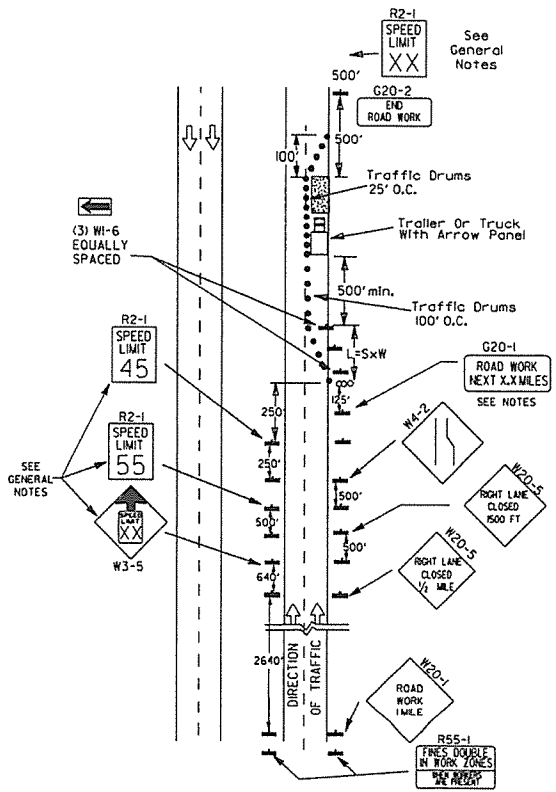 R2-1
SPEED
LIMIT
XX
See
General
Notes
500'
G20-2
END
ROAD WORK
500'
100'
Traffic Drums
25' O.C.
Trailer Or Truck
With Arrow Panel
(3) W1-6
EQUALLY
SPACED
500' min.
Traffic Drums
100' O.C.
R2-1
SPEED
LIMIT
45
L=SxW
G20-1
ROAD WORK
NEXT X.X MILES
SEE NOTES
125'
250'
W4-2
R2-1
SPEED
LIMIT
55
250'
SEE
GENERAL
NOTES
500'
W20-5
RIGHT LANE
CLOSED
1500 FT
SPEED
LIMIT
XX
W3-5
500'
500'
W20-5
RIGHT LANE
CLOSED
1/2 MILE
640'
2640'
DIRECTION
OF TRAFFIC
W20-1
ROAD
WORK
1 MILE
R55-1
FINES DOUBLE
IN WORK ZONES
WHEN WORKERS
ARE PRESENT